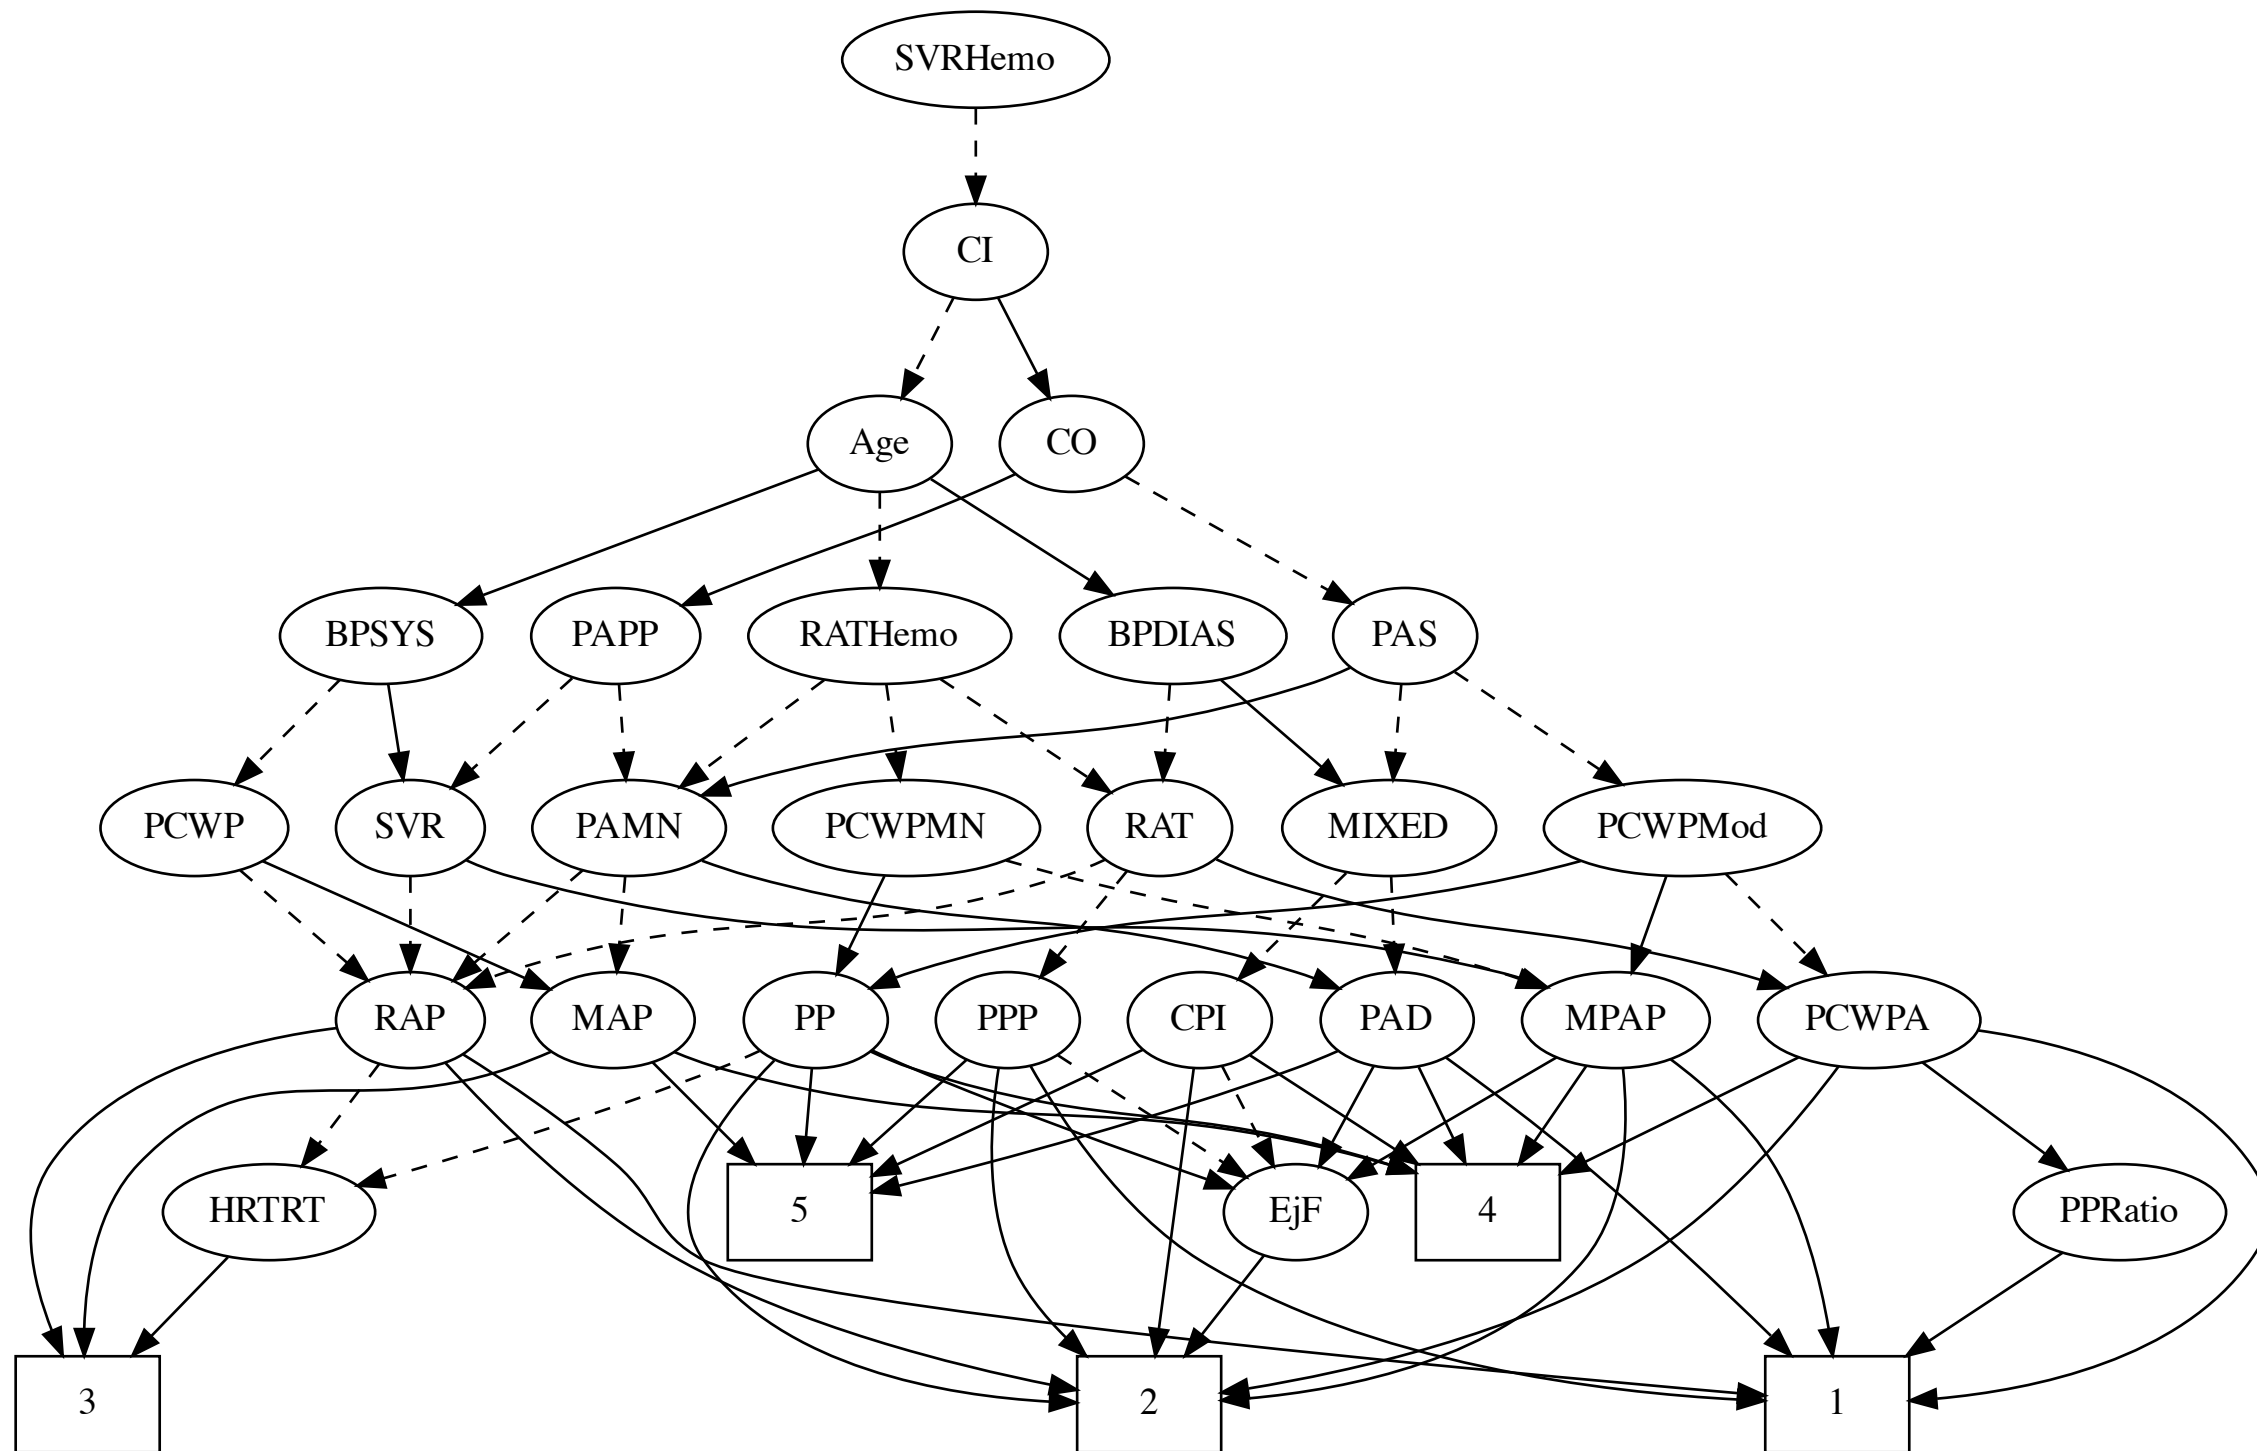 SVRHemo
CI
Age
CO
BPSYS
PAPP
RATHemo
BPDIAS
PAS
PCWP
SVR
PAMN
PCWPMN
RAT
MIXED
PCWPMod
RAP
MAP
PP
PPP
CPI
PAD
MPAP
PCWPA
HRTRT
5
EjF
4
PPRatio
3
2
1